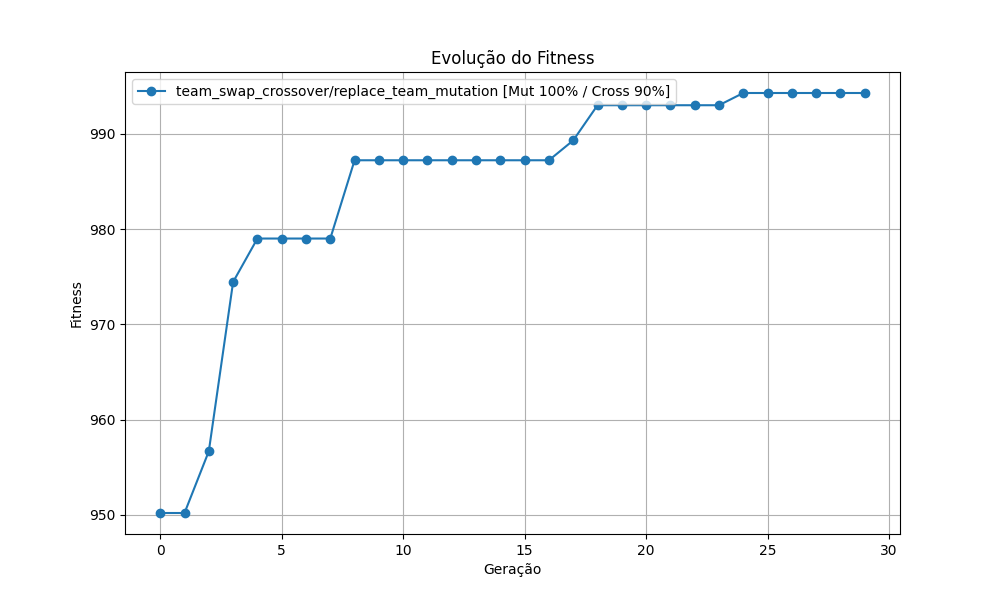 Evolução do Fitness
team_swap_crossover/replace_team_mutation [Mut 100% / Cross 90%]
990
980
970
960
950
Fitness
0 5 10 15 20 25 30
Geração